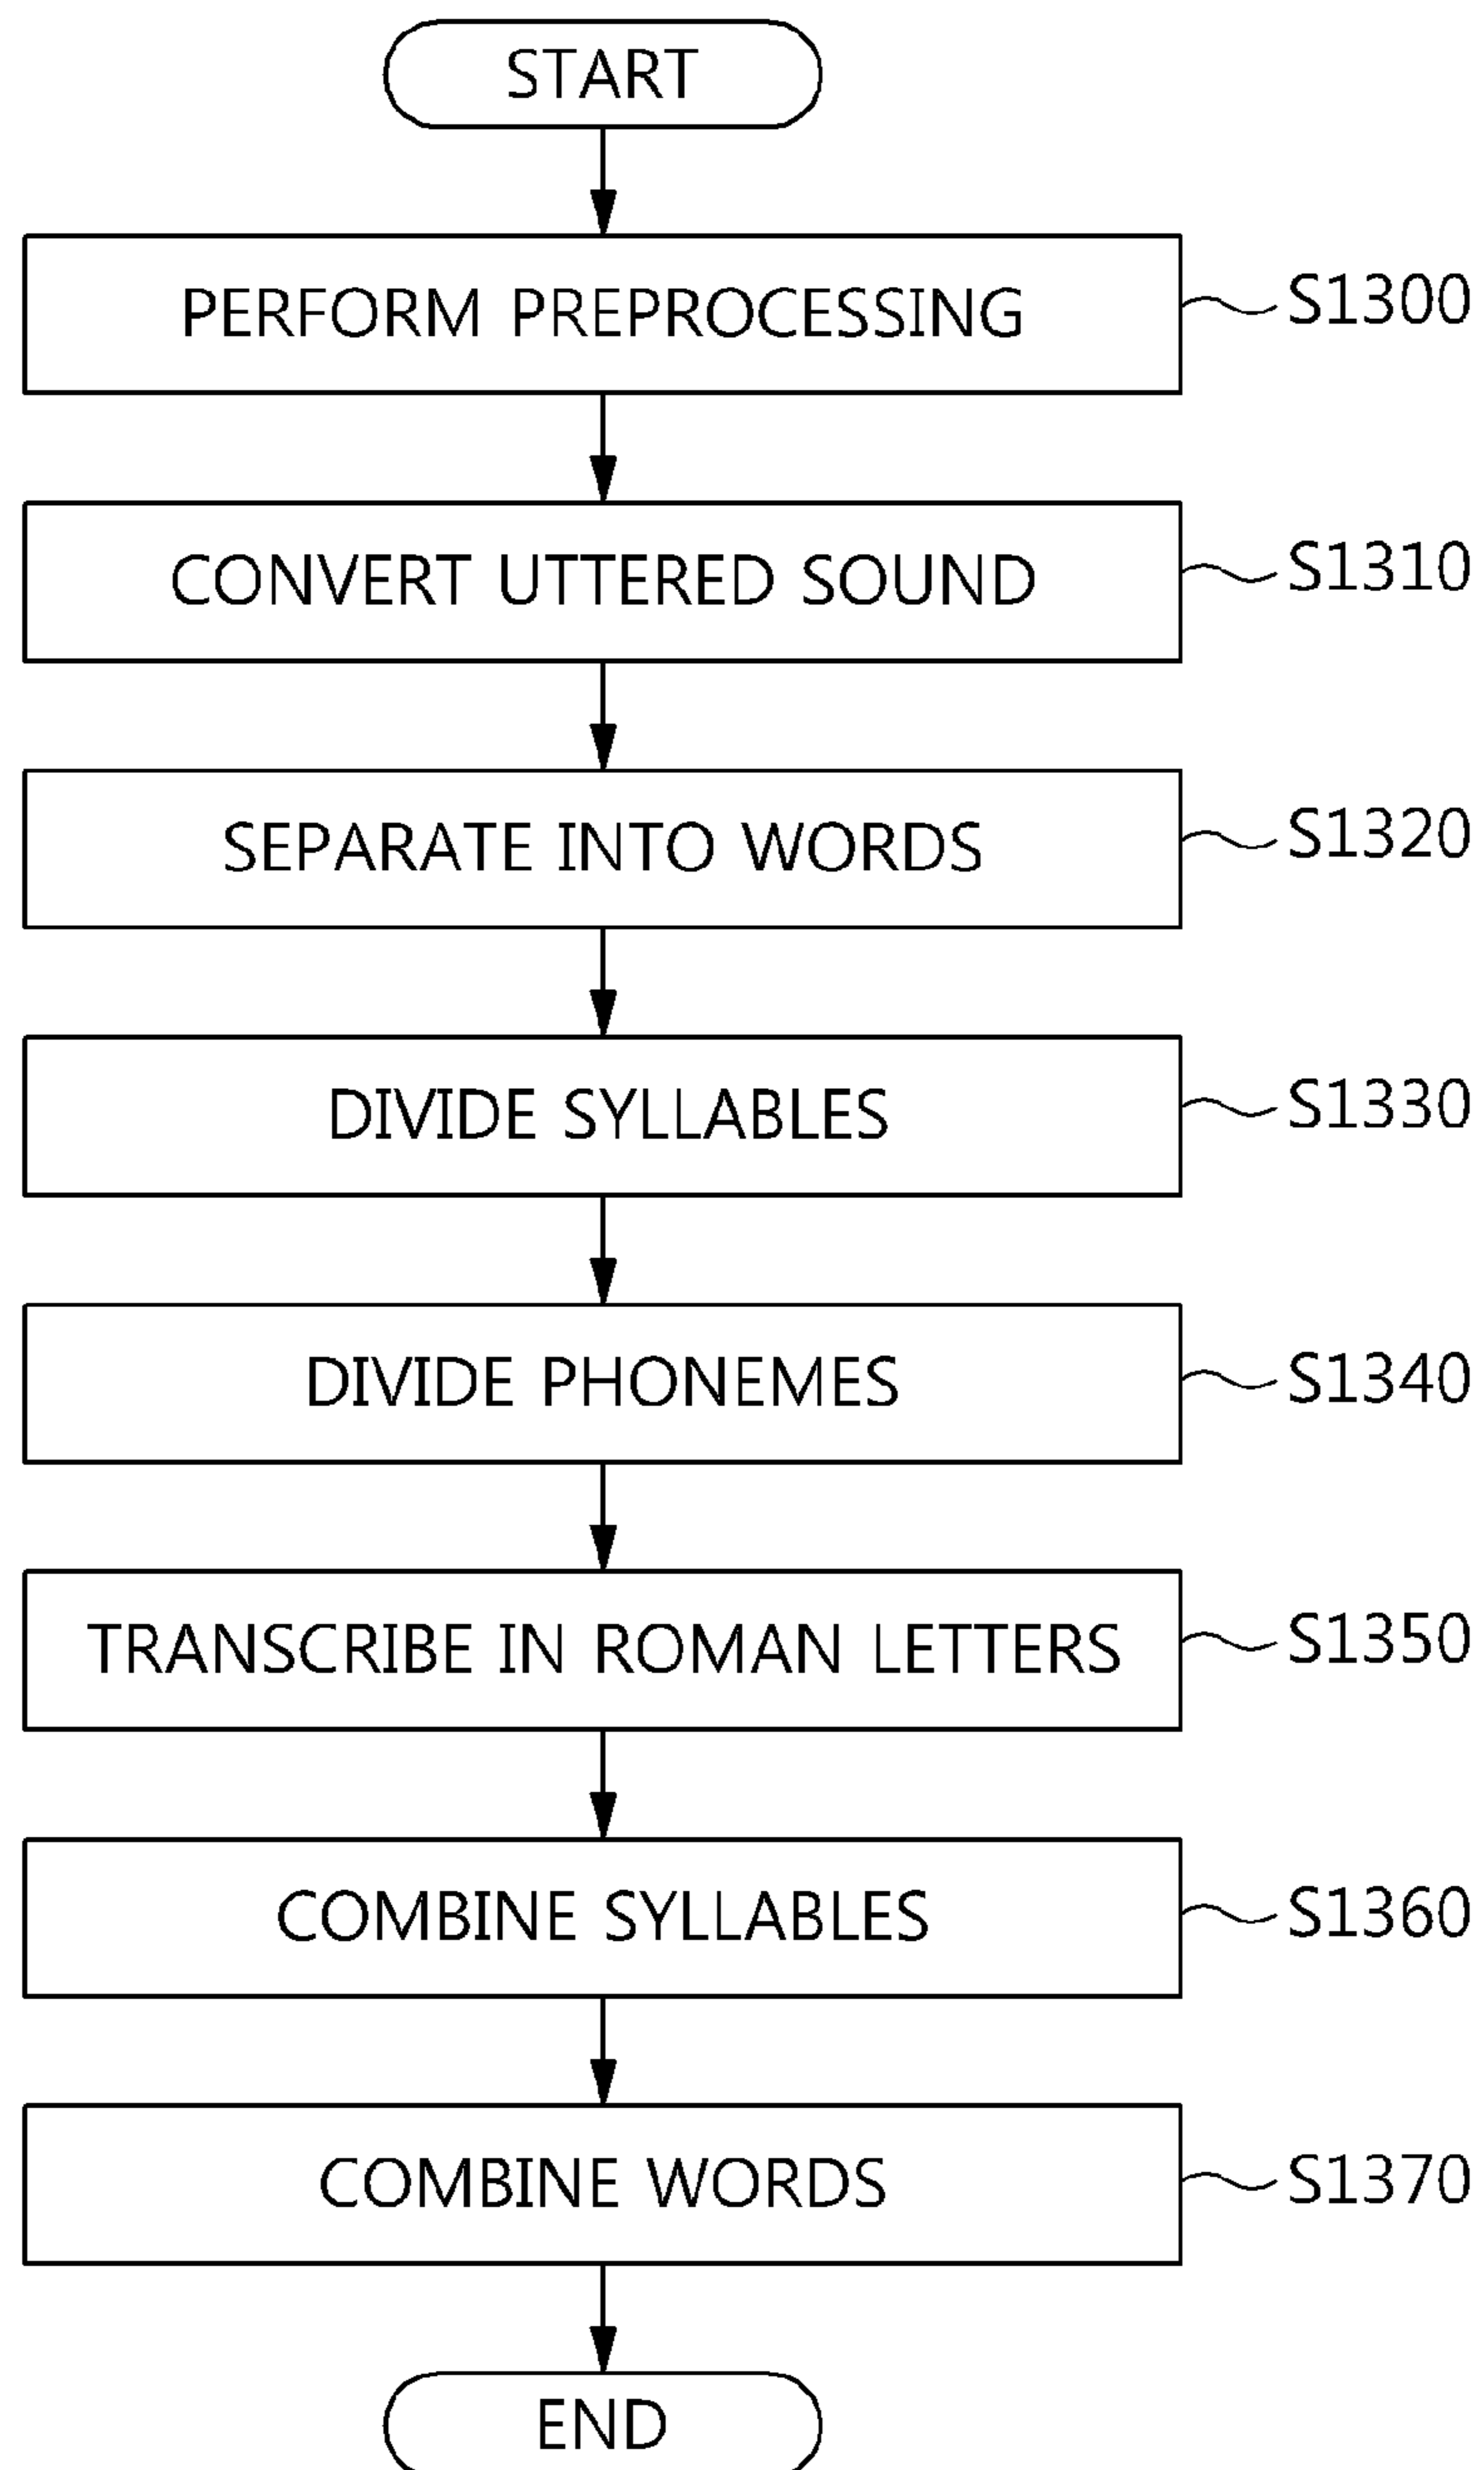 START
PERFORM PREPROCESSING
S1300
CONVERT UTTERED SOUND
S1310
SEPARATE INTO WORDS
S1320
DIVIDE SYLLABLES
S1330
DIVIDE PHONEMES
S1340
TRANSCRIBE IN ROMAN LETTERS
S1350
COMBINE SYLLABLES
S1360
COMBINE WORDS
S1370
END